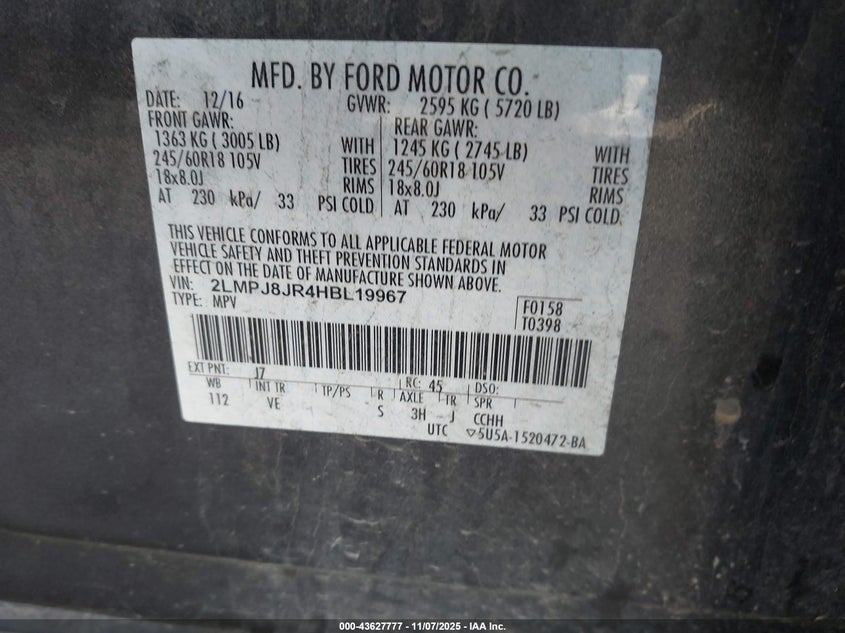 MFD. BY FORD MOTOR CO.
DATE: 12/16 GVWR: 2595 KG ( 5720 LB)
FRONT GAWR: REAR GAWR:
1363 KG ( 3005 LB) WITH 1245 KG ( 2745 LB) WITH
245/60R18 105V TIRES 245/60R18 105V TIRES
18x8.0J RIMS 18x8.0J RIMS
AT 230 kPa/ 33 PSI COLD AT 230 kPa/ 33 PSI COLD
THIS VEHICLE CONFORMS TO ALL APPLICABLE FEDERAL MOTOR
VEHICLE SAFETY AND THEFT PREVENTION STANDARDS IN
EFFECT ON THE DATE OF MANUFACTURE SHOWN ABOVE.
VIN: 2LMPJ8JR4HBL19967
TYPE: MPV F0158
T0398
EXT PNT: J7 RC: 45 DSO:
WB INT TR TP/PS R AXLE TR SPR
112 VE S 3H J CCHH
UTC ▽5U5A-1520472-BA
000-43627777 - 11/07/2025 - IAA Inc.